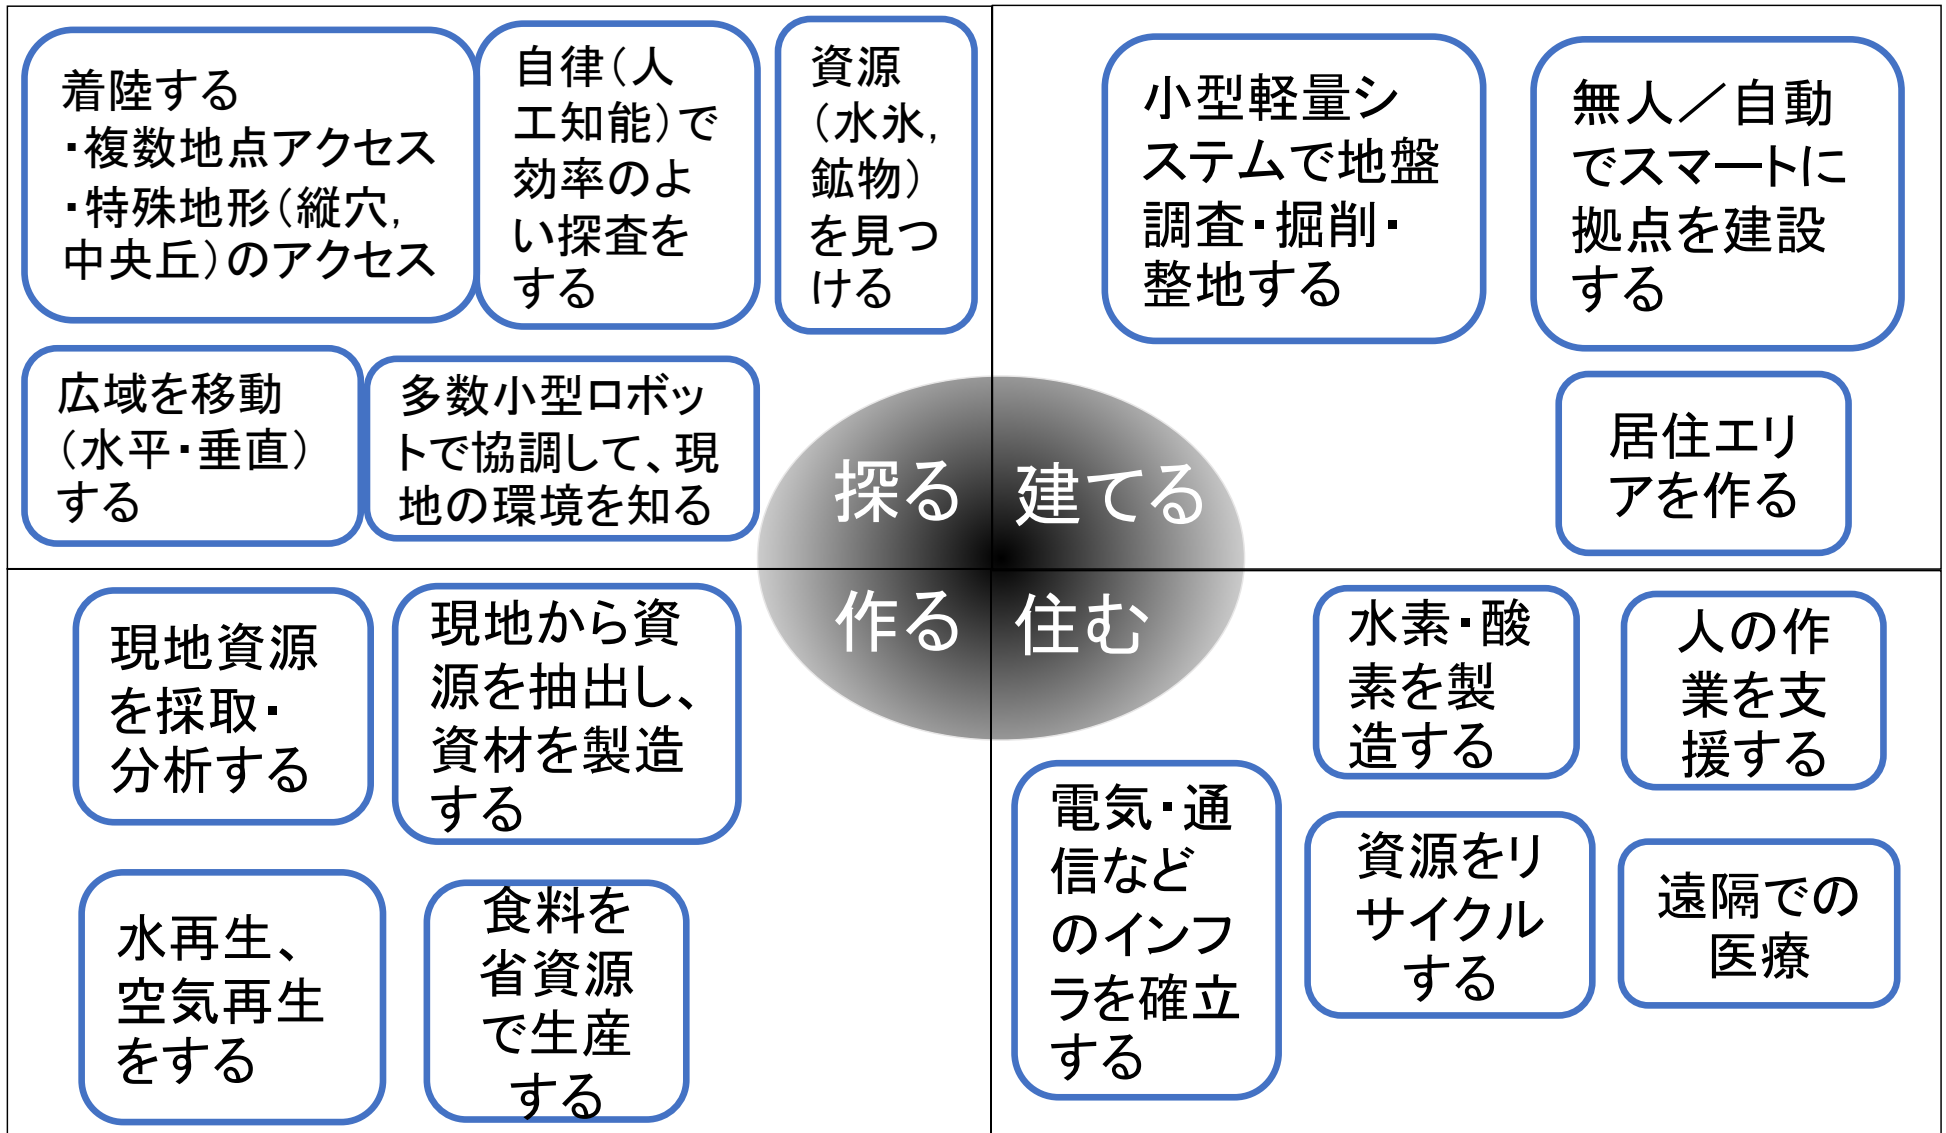 着陸する
・複数地点アクセス
・特殊地形(縦穴,
中央丘)のアクセス
自律(人
工知能)で
効率のよ
い探査を
する
資源
(水氷,
鉱物)
を見つ
ける
広域を移動
(水平・垂直)
する
多数小型ロボッ
トで協調して、現
地の環境を知る
小型軽量シ
ステムで地盤
調査・掘削・
整地する
無人／自動
でスマートに
拠点を建設
する
居住エリ
アを作る
探る
建てる
作る
住む
現地資源
を採取・
分析する
現地から資
源を抽出し、
資材を製造
する
水再生、
空気再生
をする
食料を
省資源
で生産
する
水素・酸
素を製
造する
人の作
業を支
援する
電気・通
信など
のインフ
ラを確立
する
資源をリ
サイクル
する
遠隔での
医療